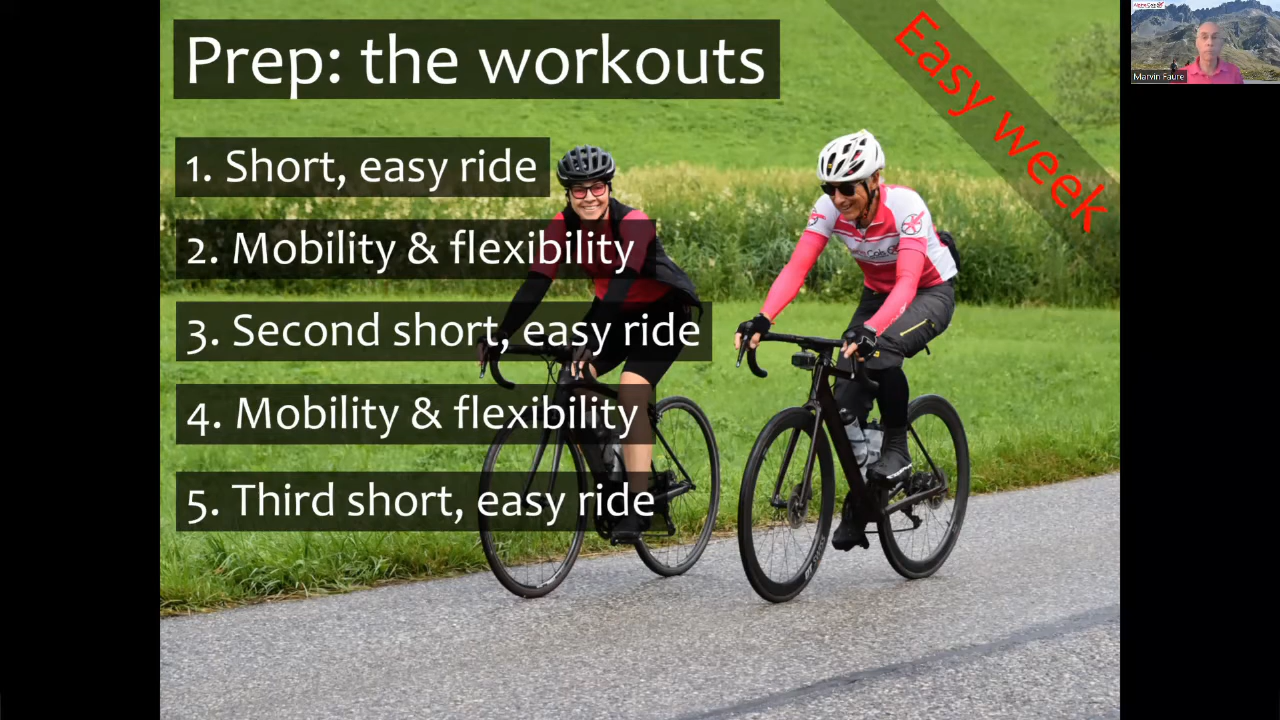 Prep: the workouts
Easy week
1. Short, easy ride
2. Mobility & flexibility
3. Second short, easy ride
4. Mobility & flexibility
5. Third short, easy ride
Marvin Faure